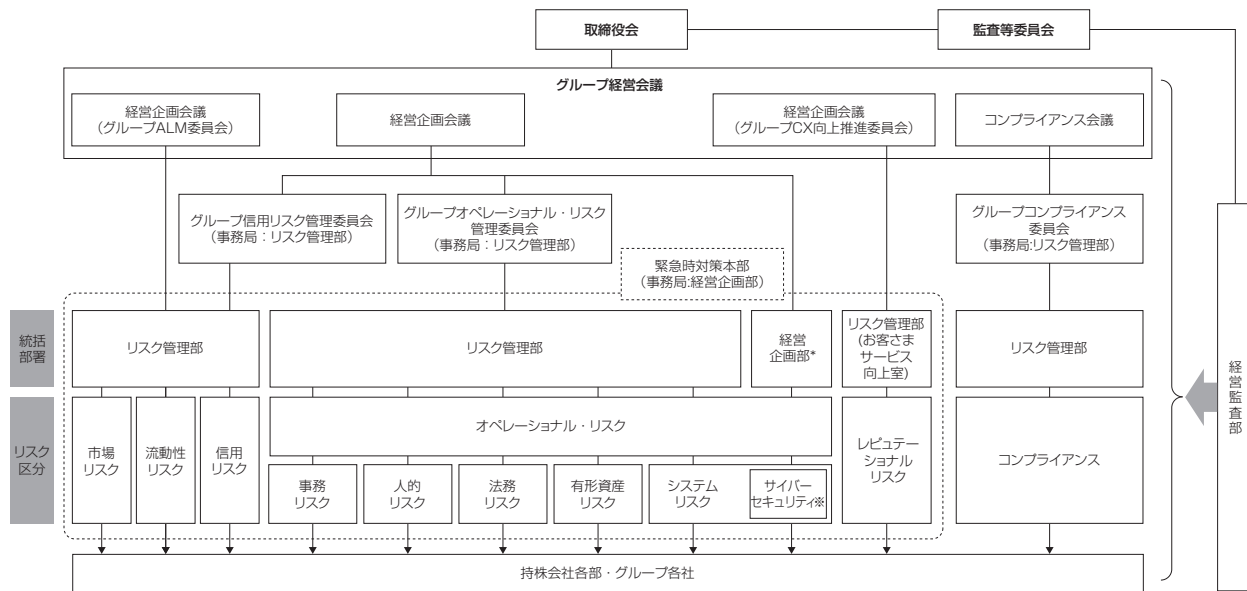 取締役会
監査等委員会
グループ経営会議
経営企画会議
（グループALM委員会）
経営企画会議
経営企画会議
（グループCX向上推進委員会）
コンプライアンス会議
グループ信用リスク管理委員会
（事務局：リスク管理部）
グループオペレーショナル・リスク
管理委員会
（事務局：リスク管理部）
グループコンプライアンス
委員会
（事務局:リスク管理部）
緊急時対策本部
（事務局:経営企画部）
統括
部署
リスク管理部
リスク管理部
経営
企画部*
リスク管理部
(お客さま
サービス
向上室)
リスク管理部
経営監査部
リスク
区分
市場
リスク
流動性
リスク
信用
リスク
オペレーショナル・リスク
事務
リスク
人的
リスク
法務
リスク
有形資産
リスク
システム
リスク
サイバー
セキュリティ※
レピュテー
ショナル
リスク
コンプライアンス
持株会社各部・グループ各社